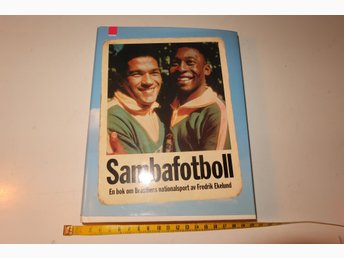 Sambafotboll
En bok om Brasiliens nationalsport av Fredrik Ekelund